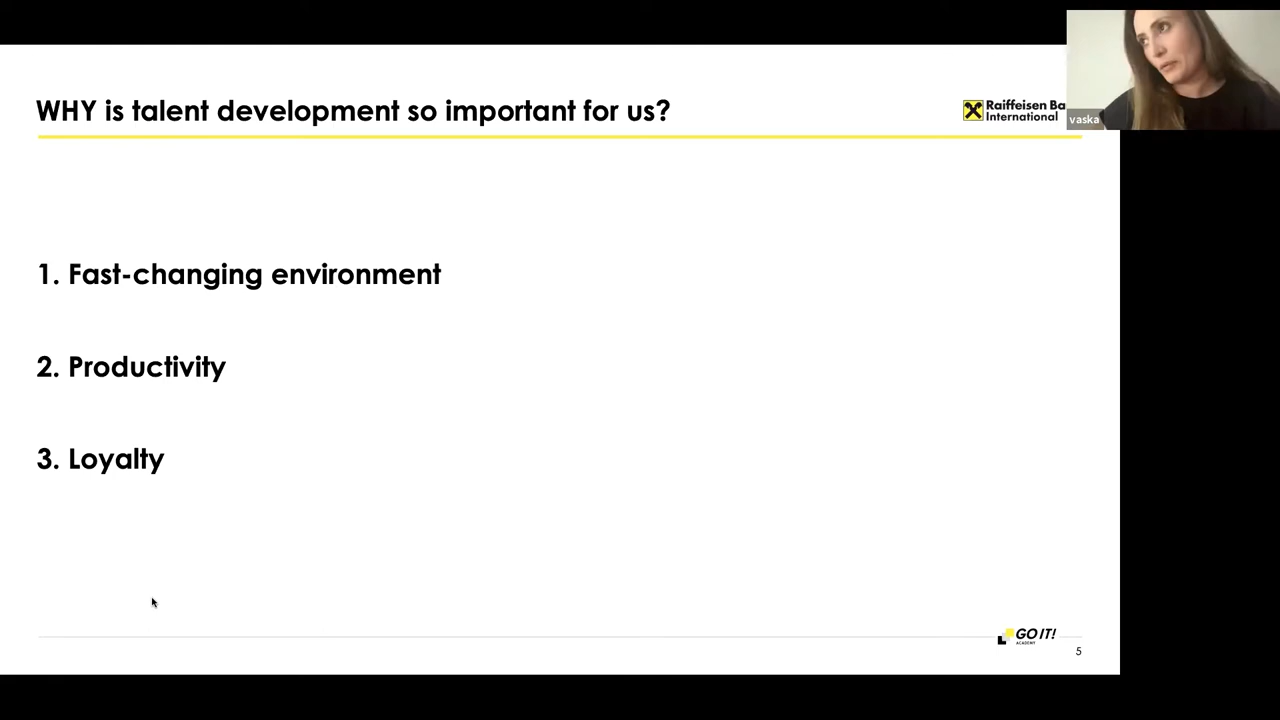 WHY is talent development so important for us?
Raiffeisen Ba
International
vaska
1. Fast-changing environment
2. Productivity
3. Loyalty
GO IT!
ACADEMY
5